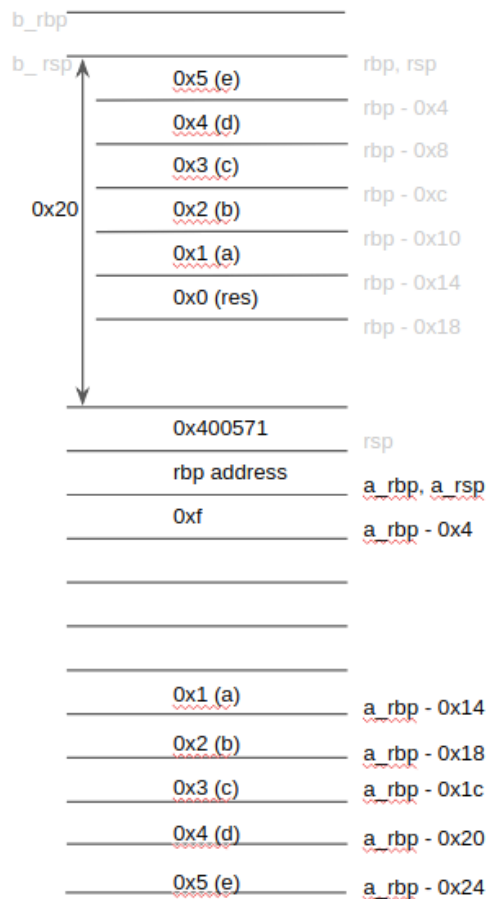 b_rbp
b_ rsp
rbp, rsp
0x5 (e)
rbp - 0x4
0x4 (d)
rbp - 0x8
0x3 (c)
rbp - 0xc
0x20
0x2 (b)
rbp - 0x10
0x1 (a)
rbp - 0x14
0x0 (res)
rbp - 0x18
0x400571
rsp
rbp address
a_rbp, a_rsp
0xf
a_rbp - 0x4
0x1 (a)
a_rbp - 0x14
0x2 (b)
a_rbp - 0x18
0x3 (c)
a_rbp - 0x1c
0x4 (d)
a_rbp - 0x20
0x5 (e)
a_rbp - 0x24